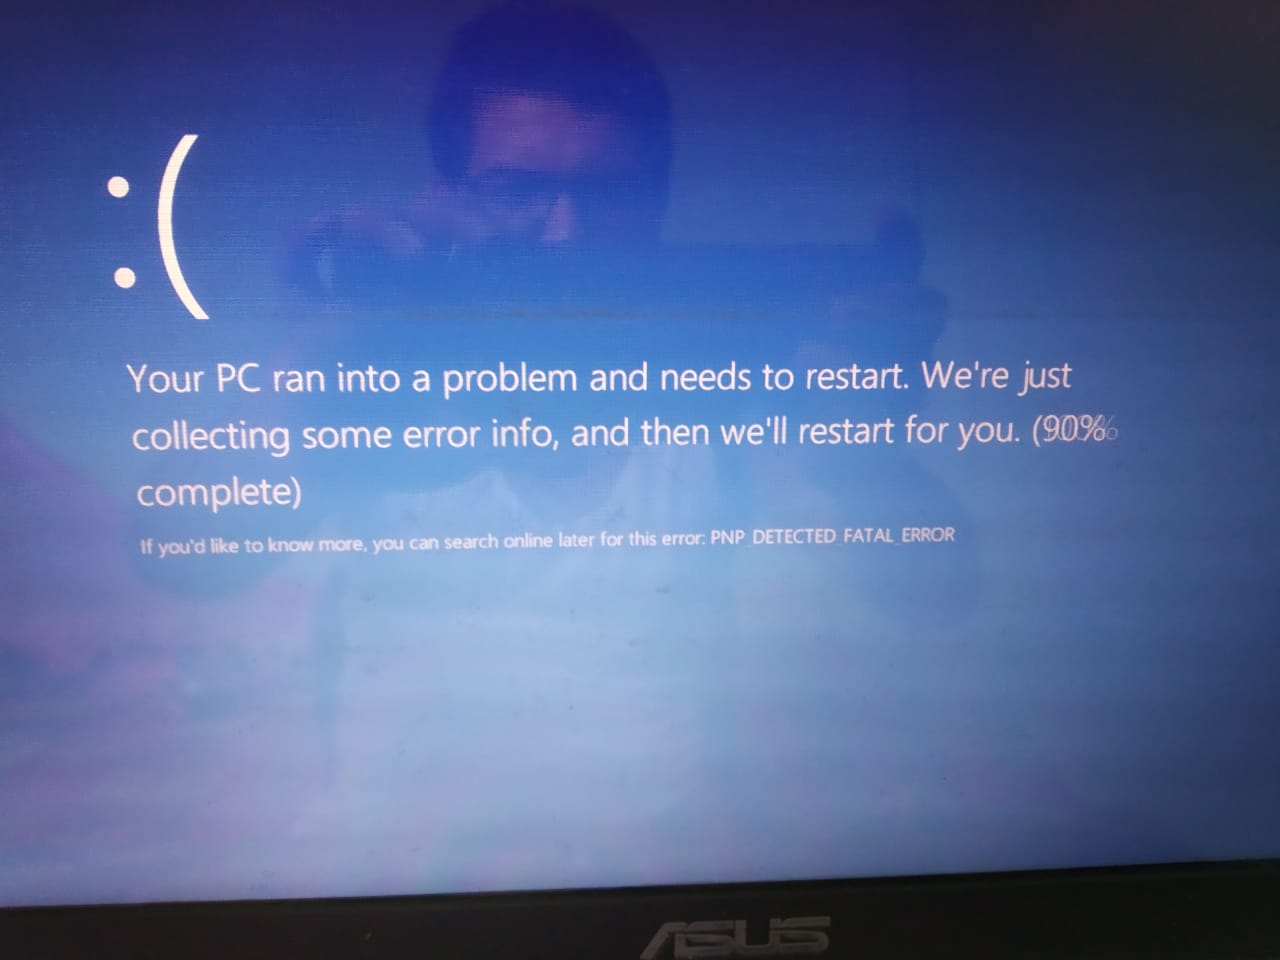 :(
Your PC ran into a problem and needs to restart. We're just
collecting some error info, and then we'll restart for you. (90%
complete)
If you'd like to know more, you can search online later for this error: PNP_DETECTED_FATAL_ERROR
ASUS